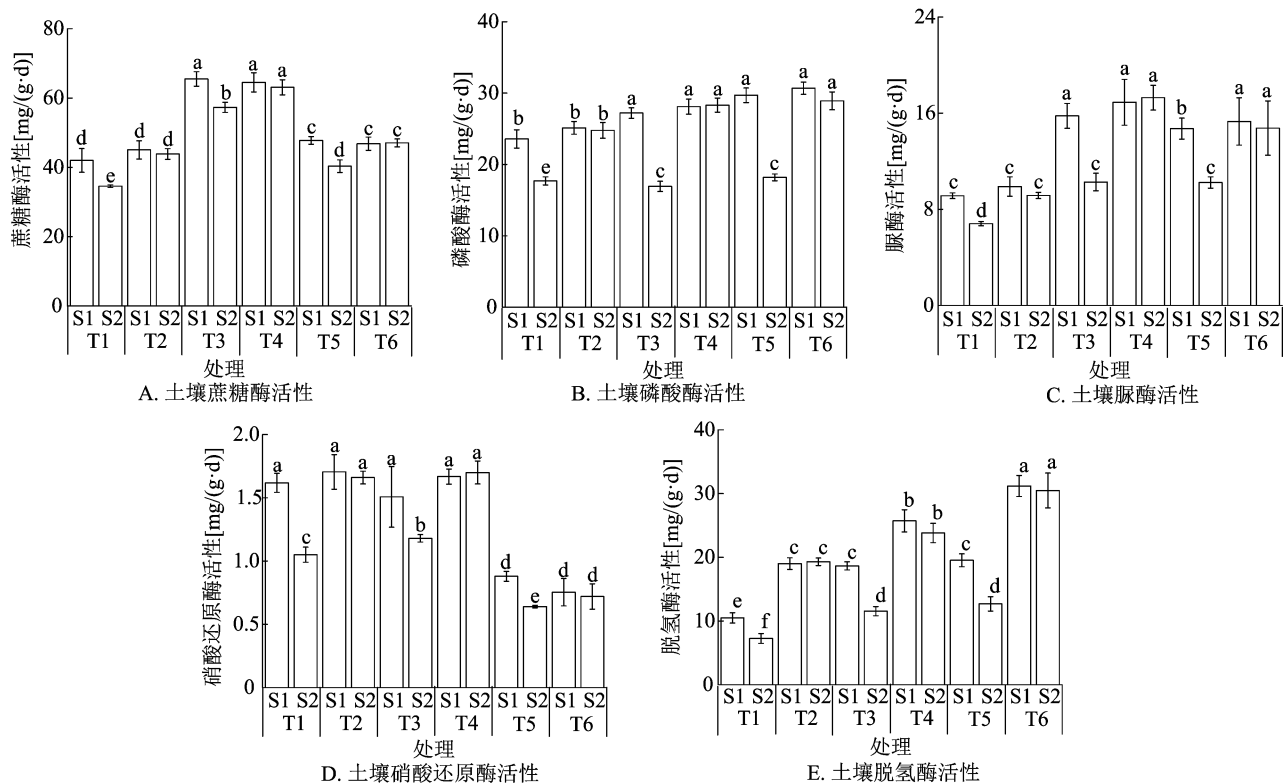 蔗糖酶活性[mg/(g·d)]
80
60
40
20
0
d e d d a b a a c d c c
S1 S2 S1 S2 S1 S2 S1 S2 S1 S2 S1 S2
T1 T2 T3 T4 T5 T6
处理
A. 土壤蔗糖酶活性
磷酸酶活性[mg/(g·d)]
40
30
20
10
0
b e b b a c a a a c a a
S1 S2 S1 S2 S1 S2 S1 S2 S1 S2 S1 S2
T1 T2 T3 T4 T5 T6
处理
B. 土壤磷酸酶活性
脲酶活性[mg/(g·d)]
24
16
8
0
c d c c a c a a b c a a
S1 S2 S1 S2 S1 S2 S1 S2 S1 S2 S1 S2
T1 T2 T3 T4 T5 T6
处理
C. 土壤脲酶活性
硝酸还原酶活性[mg/(g·d)]
2.0
1.5
1.0
0.5
0
a c a a a b a a d e d d
S1 S2 S1 S2 S1 S2 S1 S2 S1 S2 S1 S2
T1 T2 T3 T4 T5 T6
处理
D. 土壤硝酸还原酶活性
脱氢酶活性[mg/(g·d)]
40
30
20
10
0
e f c c c d b b c d a a
S1 S2 S1 S2 S1 S2 S1 S2 S1 S2 S1 S2
T1 T2 T3 T4 T5 T6
处理
E. 土壤脱氢酶活性